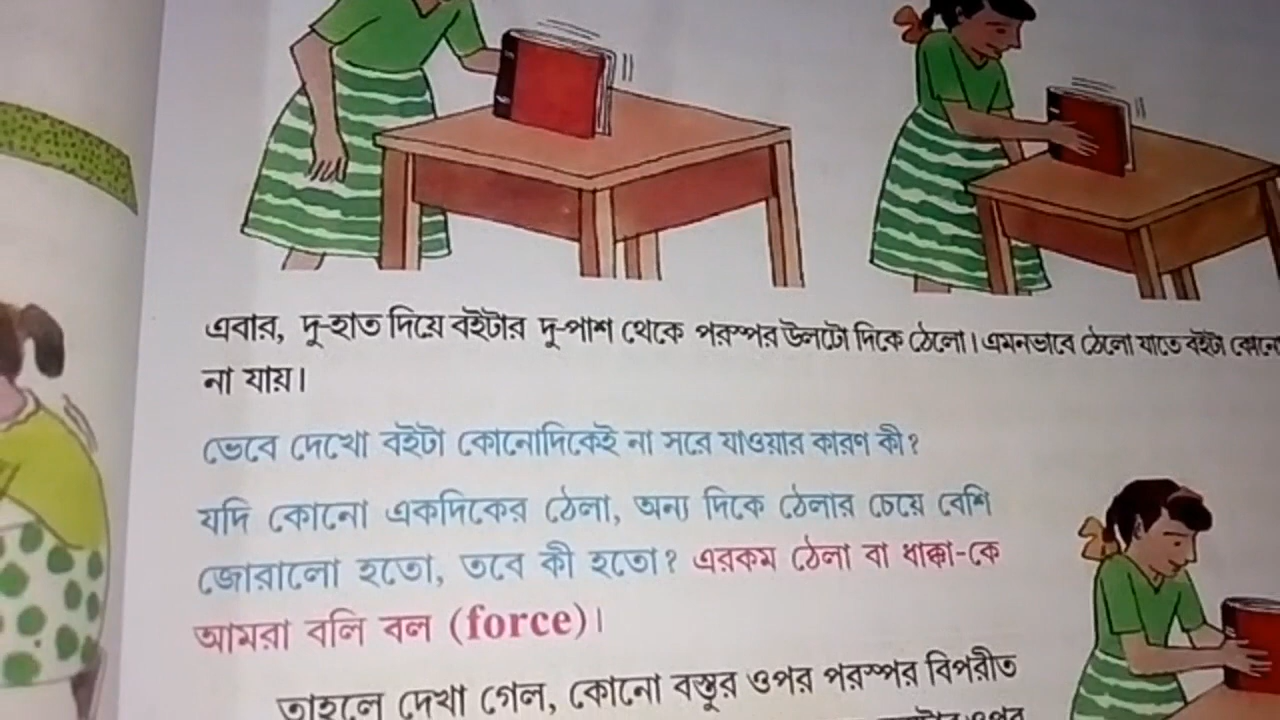 এবার, দু-হাত দিয়ে বইটার দু-পাশ থেকে পরস্পর উলটো দিকে ঠেলো। এমনভাবে ঠেলো যাতে বইটা
না যায়।
ভেবে দেখো বইটা কোনোদিকেই না সরে যাওয়ার কারণ কী?
যদি কোনো একদিকের ঠেলা, অন্য দিকে ঠেলার চেয়ে বেশি
জোরালো হতো, তবে কী হতো? এরকম ঠেলা বা ধাক্কা-কে
আমরা বলি বল (force)।
তাহলে দেখা গেল, কোনো বস্তুর ওপর পরস্পর বিপরীত